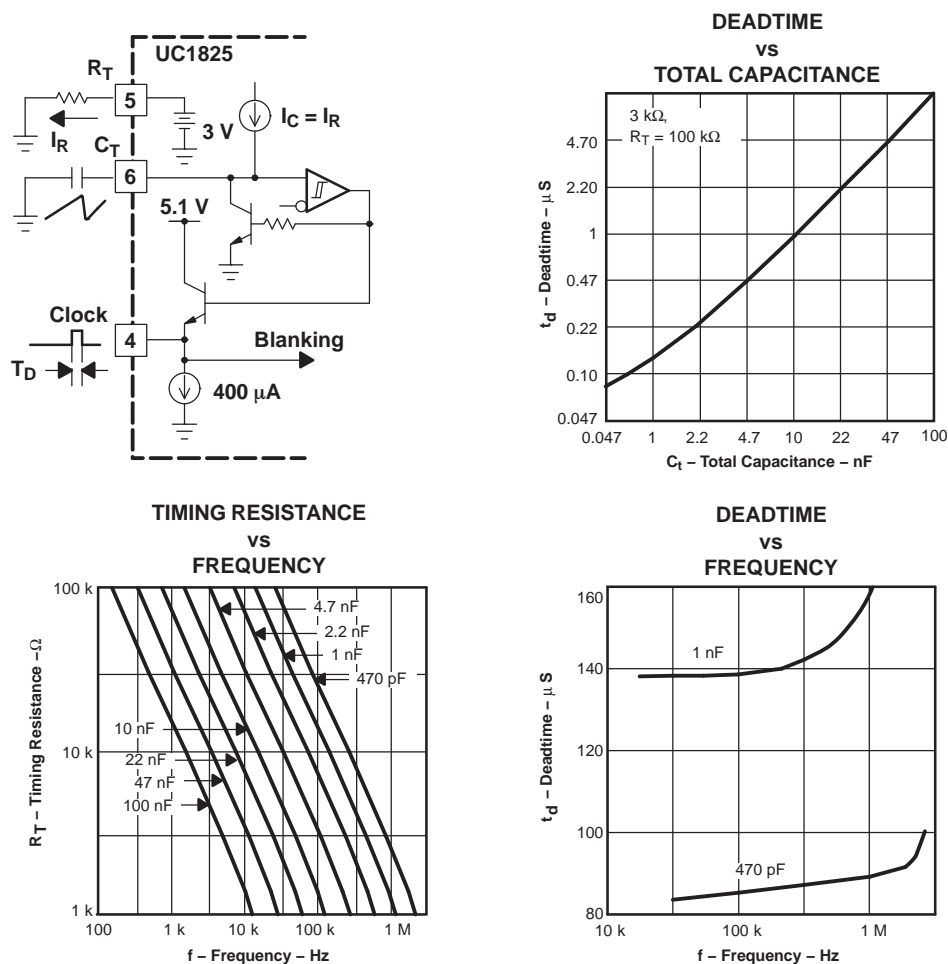 UC1825
R_T
5
3 V
I_C = I_R
I_R
C_T
6
5.1 V
Clock
4
Blanking
T_D
400 μA
DEADTIME
vs
TOTAL CAPACITANCE
3 kΩ,
R_T = 100 kΩ
4.70
2.20
1
0.47
0.22
0.10
0.047
t_d – Deadtime – μ S
0.047 1 2.2 4.7 10 22 47 100
C_t – Total Capacitance – nF
TIMING RESISTANCE
vs
FREQUENCY
100 k
10 k
1 k
R_T – Timing Resistance –Ω
4.7 nF
2.2 nF
1 nF
470 pF
10 nF
22 nF
47 nF
100 nF
100 1 k 10 k 100 k 1 M
f – Frequency – Hz
DEADTIME
vs
FREQUENCY
160
140
120
100
80
t_d – Deadtime – μ S
1 nF
470 pF
10 k 100 k 1 M
f – Frequency – Hz